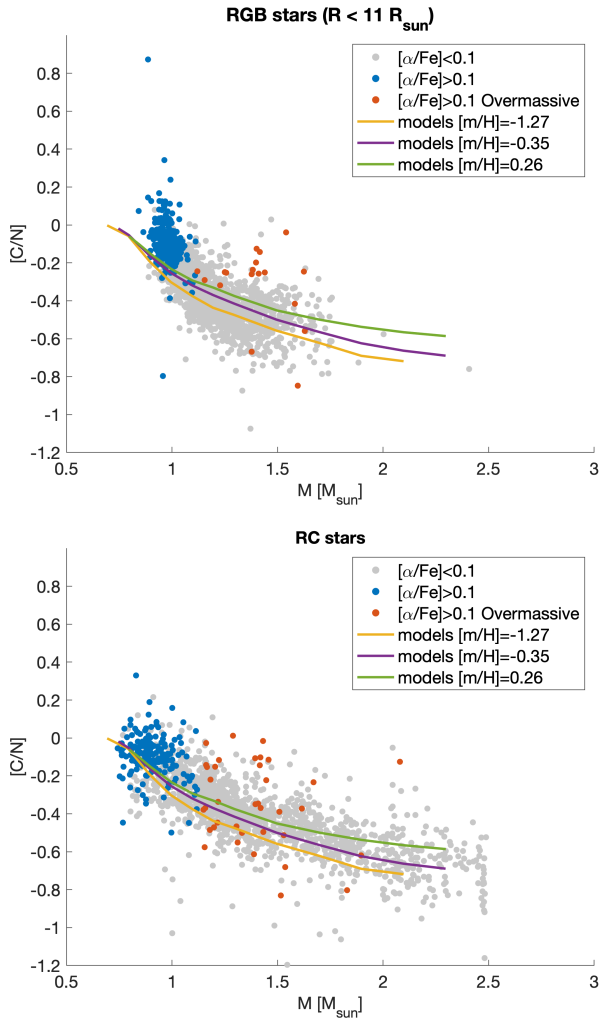 RGB stars (R < 11 R_sun)
[α/Fe]<0.1
[α/Fe]>0.1
[α/Fe]>0.1 Overmassive
models [m/H]=-1.27
models [m/H]=-0.35
models [m/H]=0.26
0.8
0.6
0.4
0.2
0
-0.2
-0.4
-0.6
-0.8
-1
-1.2
[C/N]
0.5 1 1.5 2 2.5 3
M [M_sun]
RC stars
[α/Fe]<0.1
[α/Fe]>0.1
[α/Fe]>0.1 Overmassive
models [m/H]=-1.27
models [m/H]=-0.35
models [m/H]=0.26
0.8
0.6
0.4
0.2
0
-0.2
-0.4
-0.6
-0.8
-1
-1.2
[C/N]
0.5 1 1.5 2 2.5 3
M [M_sun]